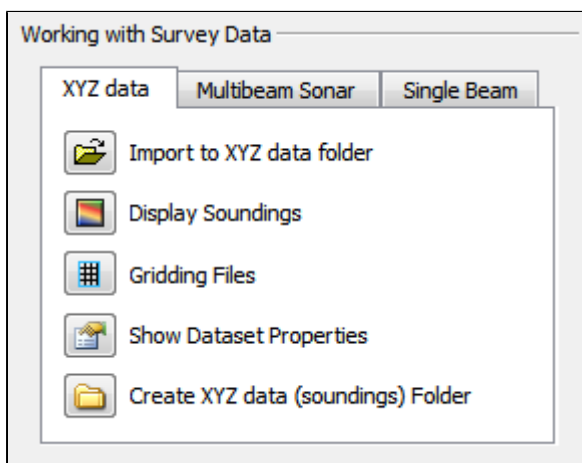 Working with Survey Data
XYZ data Multibeam Sonar Single Beam
Import to XYZ data folder
Display Soundings
Gridding Files
Show Dataset Properties
Create XYZ data (soundings) Folder